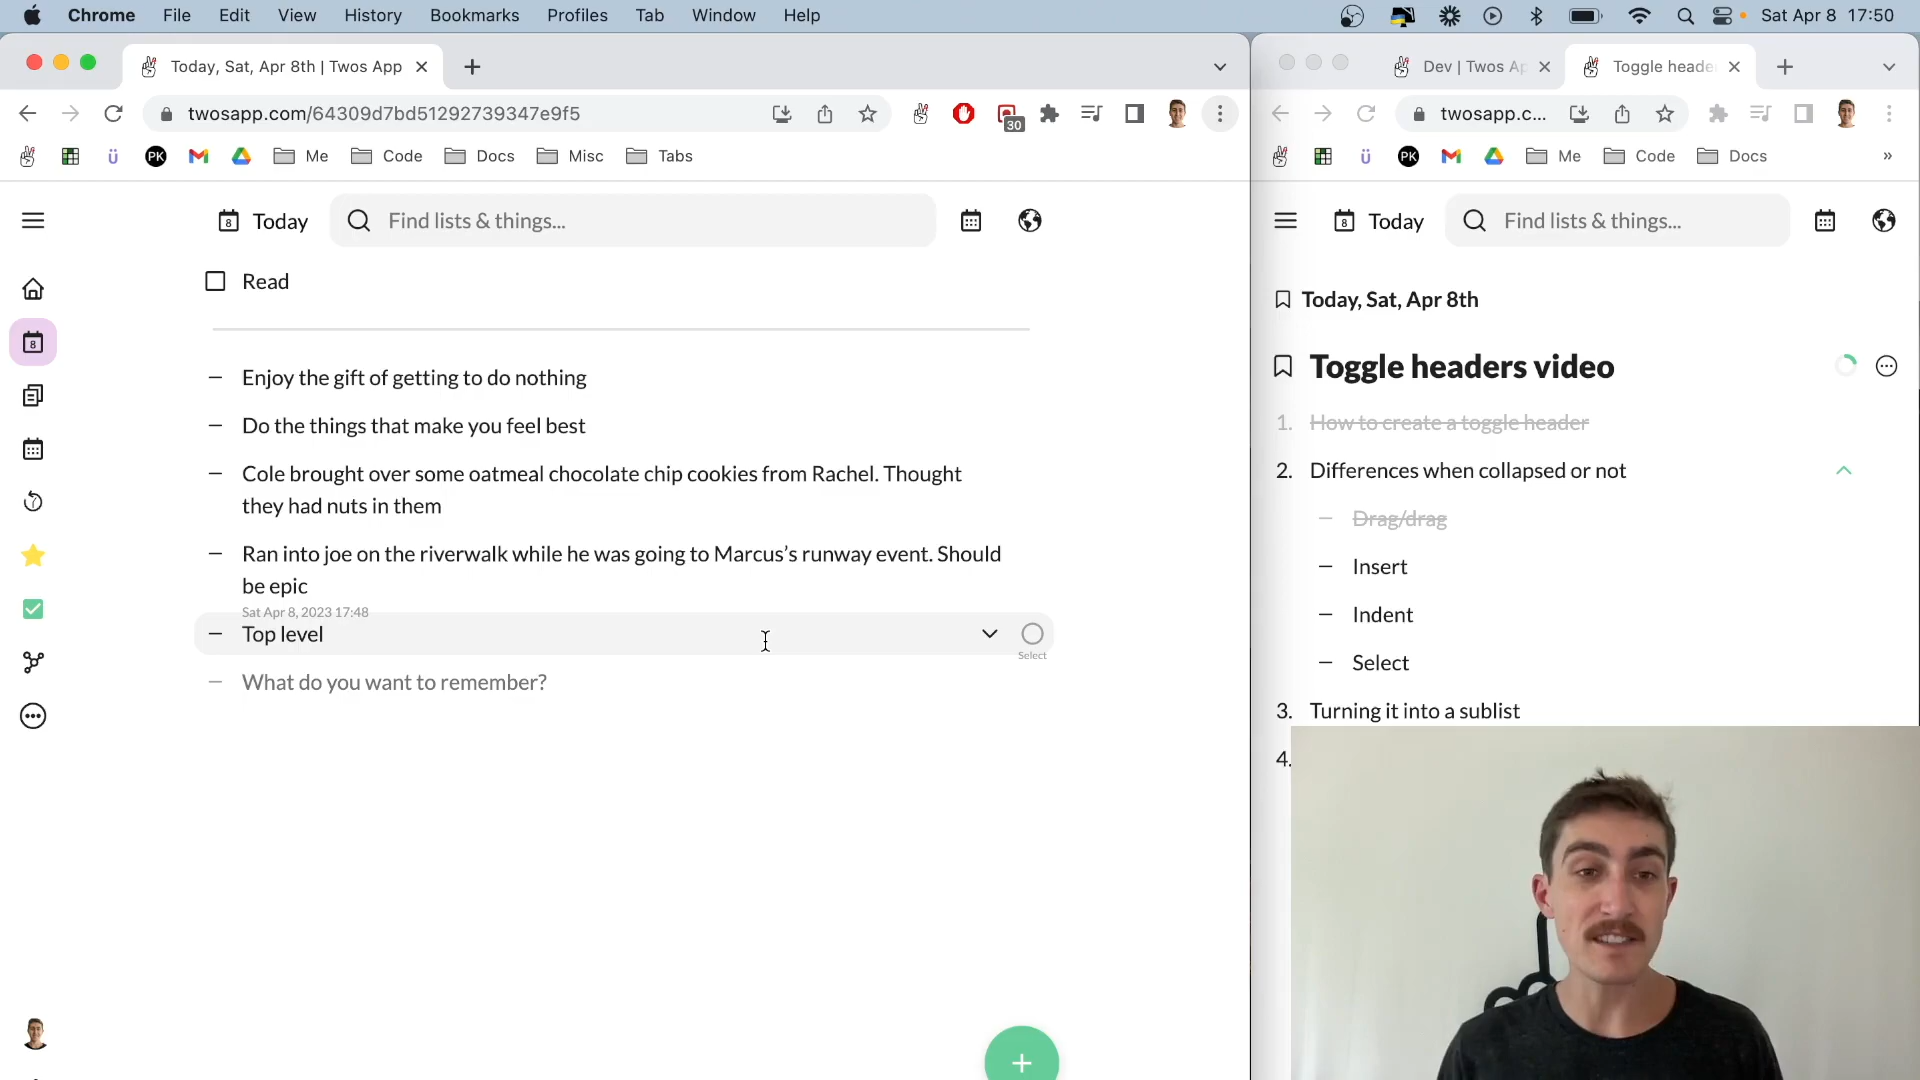 Chrome File Edit View History Bookmarks Profiles Tab Window Help Sat Apr 8 17:50
Today, Sat, Apr 8th | Twos App
Dev | Twos Ap
Toggle heade
twosapp.com/64309d7bd51292739347e9f5
30
twosapp.c...
PK Me Code Docs Misc Tabs
PK Me Code Docs »
8 Today Find lists & things...
8 Today Find lists & things...
Read
8
– Enjoy the gift of getting to do nothing
– Do the things that make you feel best
– Cole brought over some oatmeal chocolate chip cookies from Rachel. Thought
they had nuts in them
– Ran into joe on the riverwalk while he was going to Marcus’s runway event. Should
be epic
Sat Apr 8, 2023 17:48
– Top level
Select
– What do you want to remember?
Today, Sat, Apr 8th
Toggle headers video
1. How to create a toggle header
2. Differences when collapsed or not
– Drag/drag
– Insert
– Indent
– Select
3. Turning it into a sublist
4.